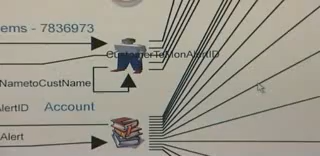 ems - 7836973
CustomerToMonAlertID
NametoCustName
AlertID Account
Alert